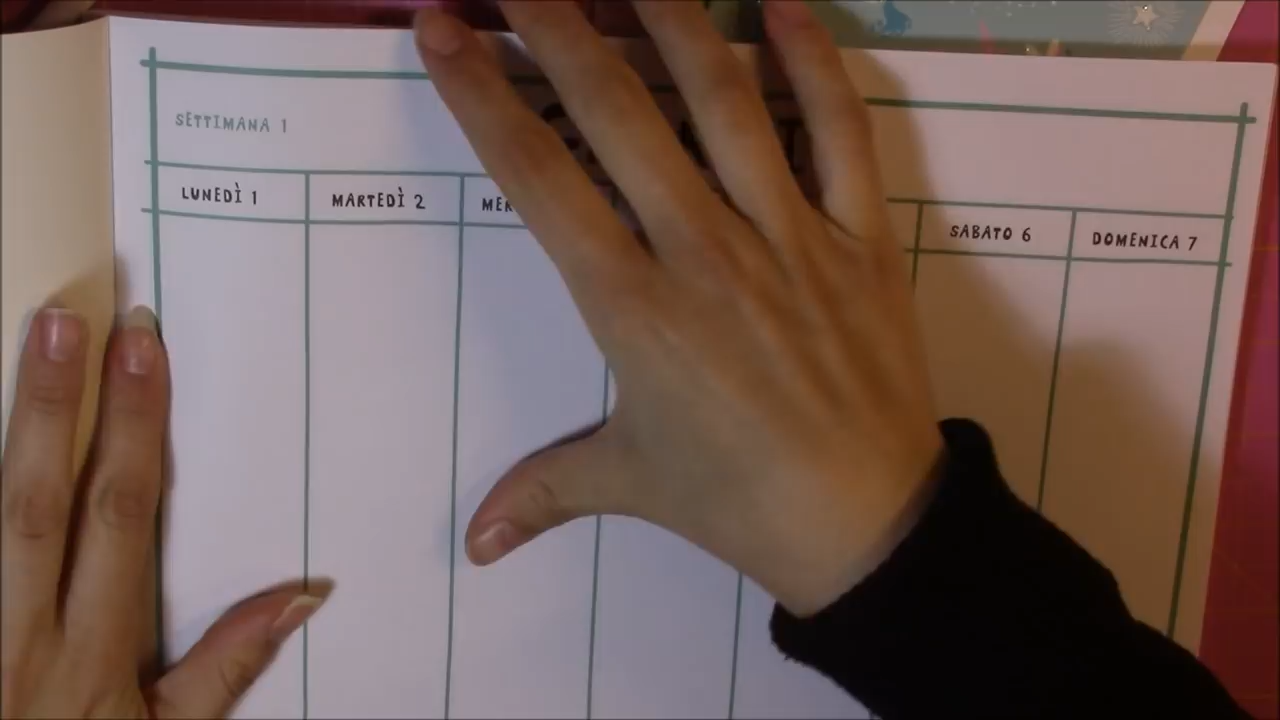 SETTIMANA 1
LUNEDÌ 1
MARTEDÌ 2
SABATO 6
DOMENICA 7